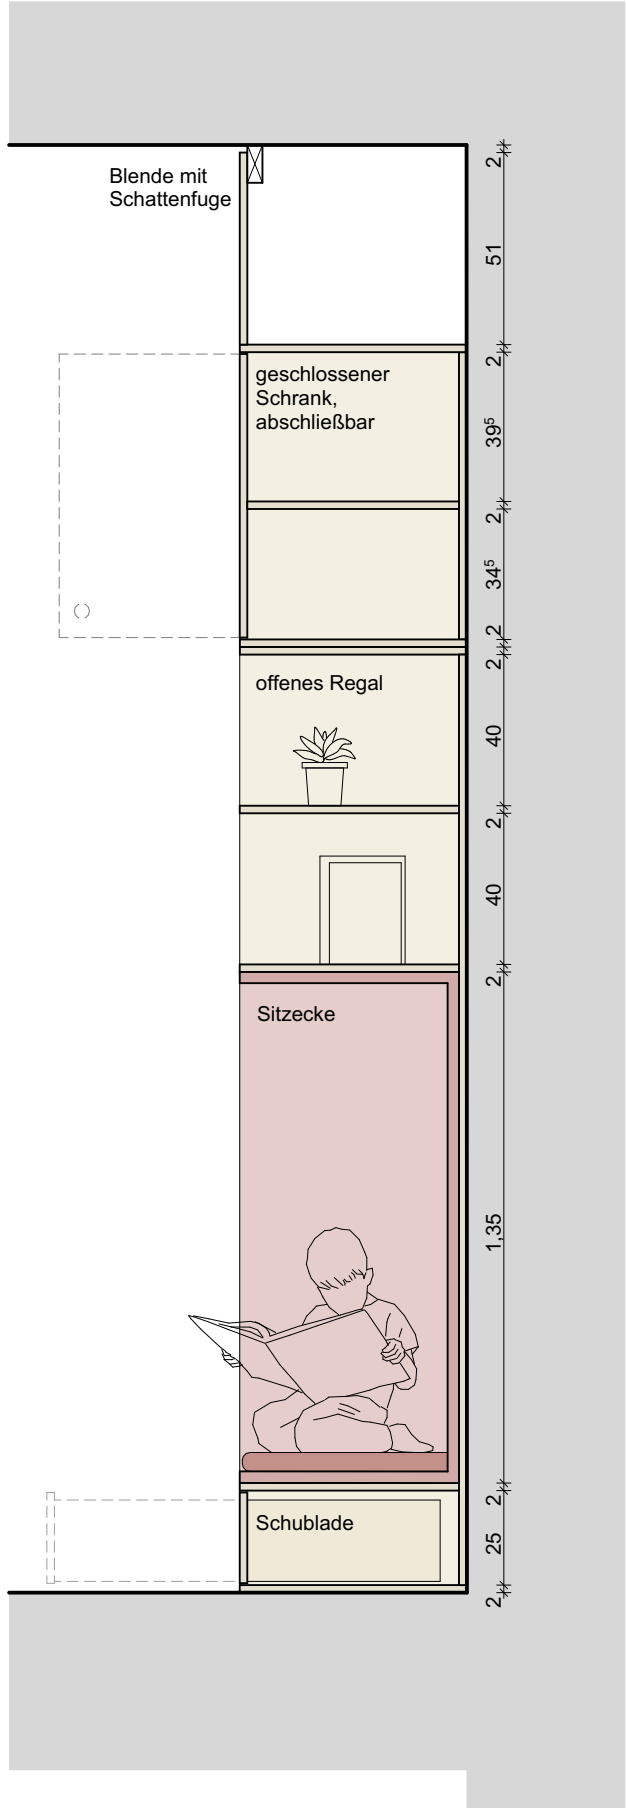 Blende mit
Schattenfuge
geschlossener
Schrank,
abschließbar
offenes Regal
Sitzecke
Schublade
2
51
2
39⁵
2
34⁵
2
2
40
2
40
2
1,35
2
25
2